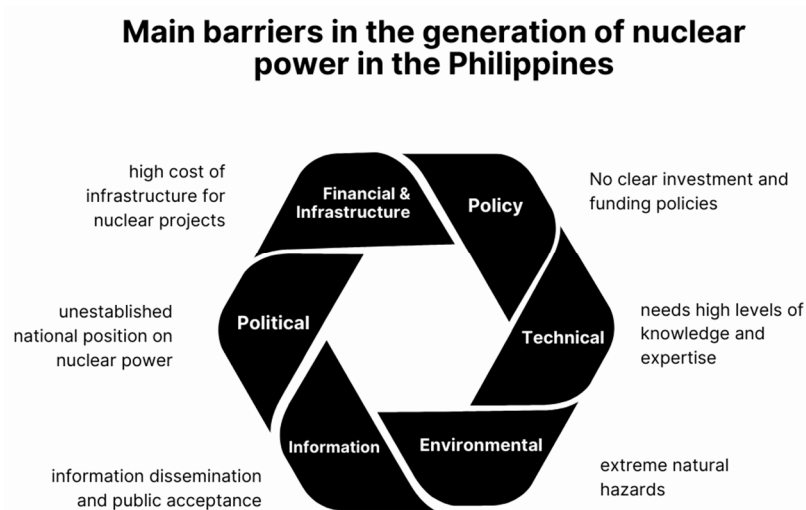 Main barriers in the generation of nuclear
power in the Philippines
high cost of
infrastructure for
nuclear projects
Financial &
Infrastructure
Policy
No clear investment and
funding policies
unestablished
national position on
nuclear power
Political
Technical
needs high levels of
knowledge and
expertise
information dissemination
and public acceptance
Information
Environmental
extreme natural
hazards